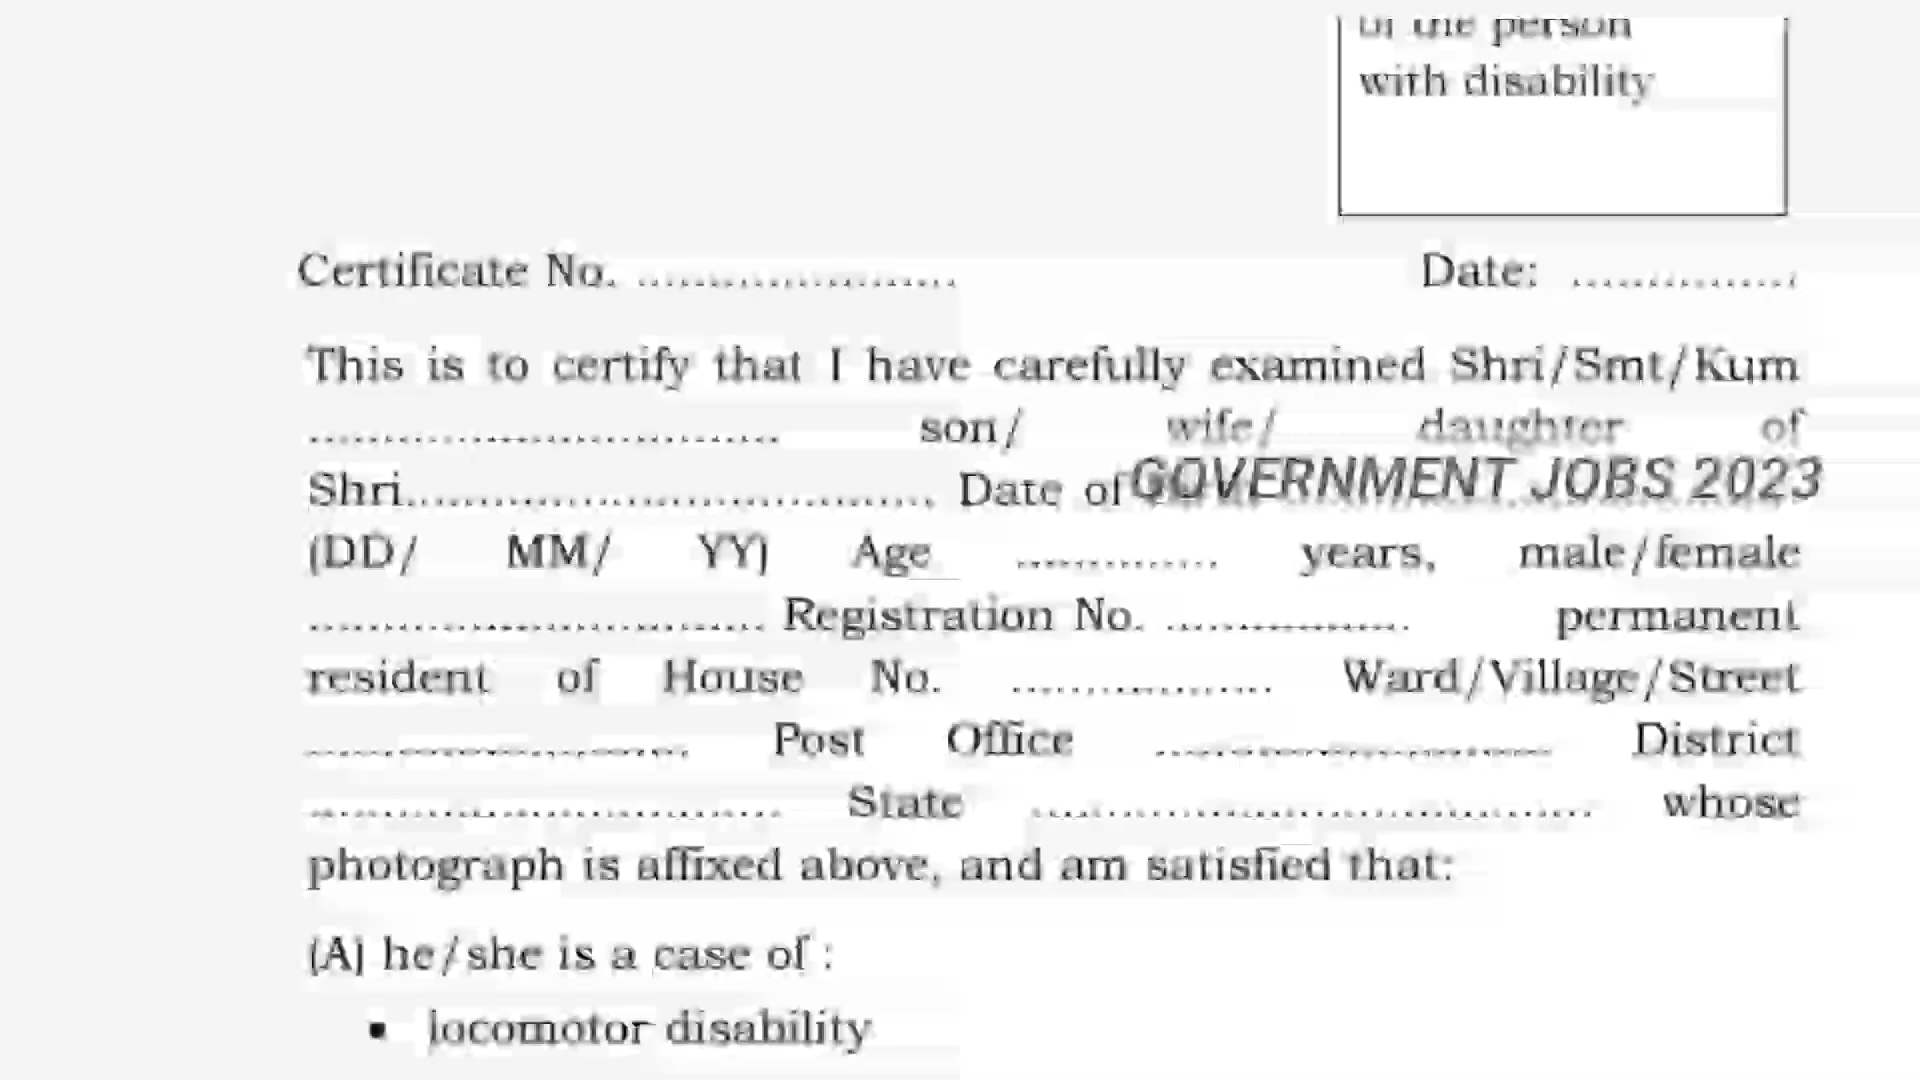 of the person
with disability
Certificate No. ........................ Date: ................
This is to certify that I have carefully examined Shri/Smt/Kum
.................................. son/ wife/ daughter of
Shri...................................... Date of GOVERNMENT JOBS 2023
(DD/ MM/ YY) Age ............... years, male/female
................................. Registration No. .................. permanent
resident of House No. ................... Ward/Village/Street
............................ Post Office ............................. District
.................................. State ......................................... whose
photograph is affixed above, and am satisfied that:
(A) he/she is a case of :
• locomotor disability